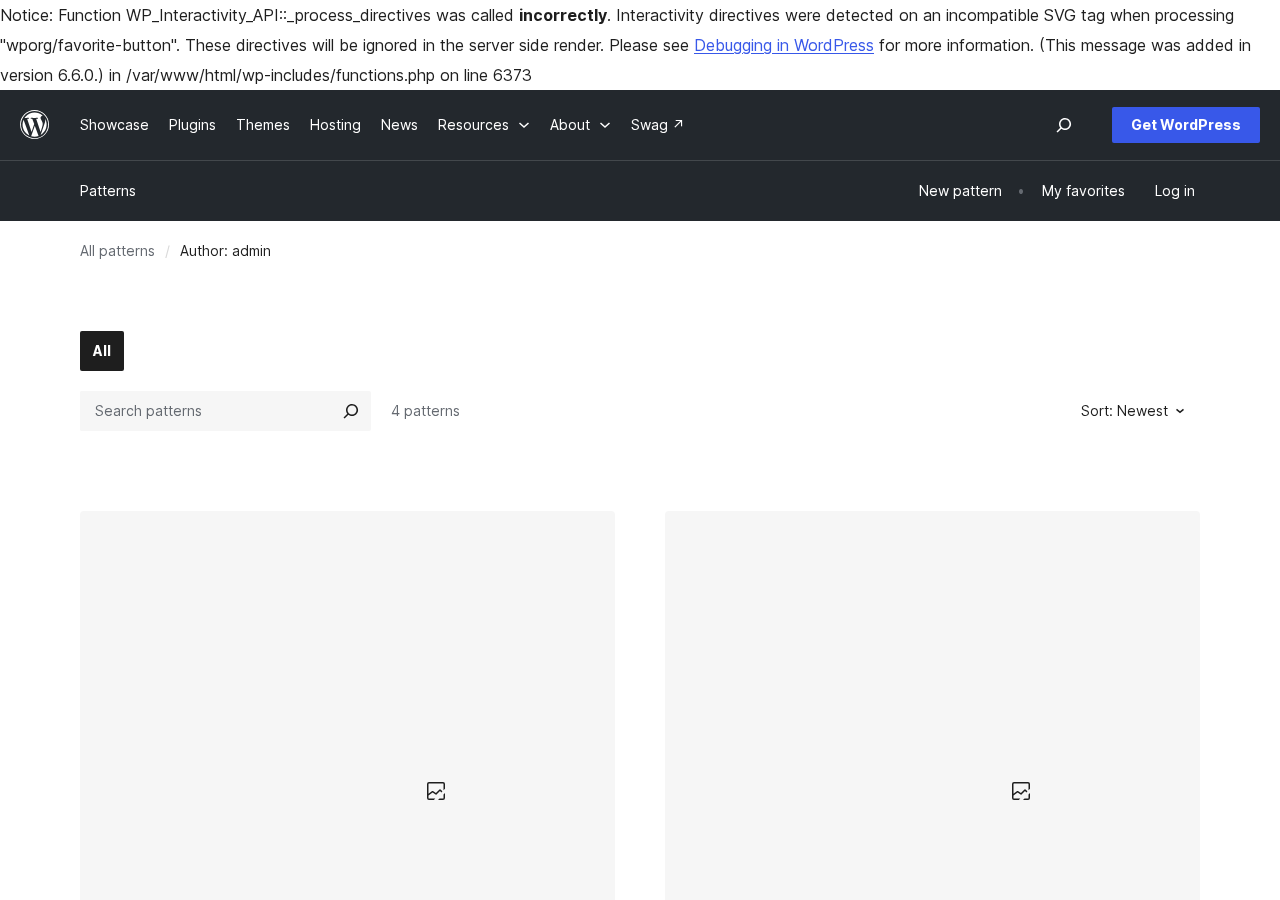 Notice: Function WP_Interactivity_API::_process_directives was called incorrectly. Interactivity directives were detected on an incompatible SVG tag when processing
"wporg/favorite-button". These directives will be ignored in the server side render. Please see Debugging in WordPress for more information. (This message was added in
version 6.6.0.) in /var/www/html/wp-includes/functions.php on line 6373
Showcase Plugins Themes Hosting News Resources About Swag ↗ Get WordPress
Patterns New pattern • My favorites Log in
All patterns / Author: admin
All
Search patterns 4 patterns Sort: Newest